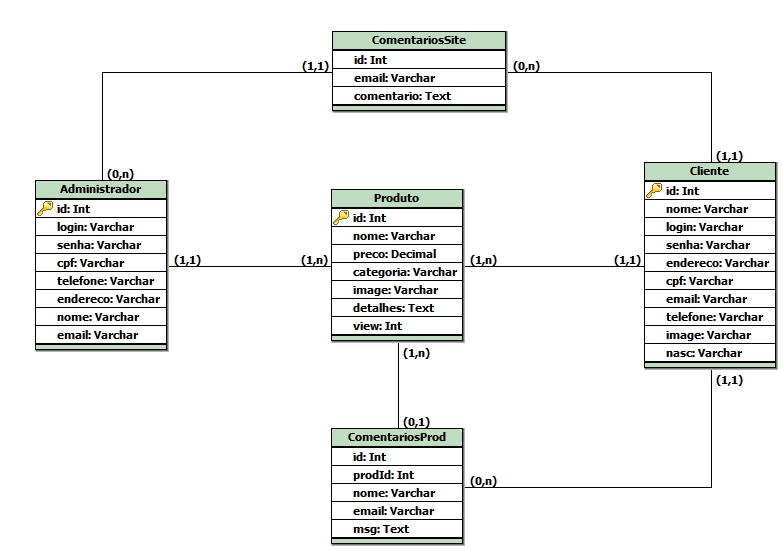 ComentariosSite
id: Int
email: Varchar
comentario: Text
(1,1)
(0,n)
(0,n)
(1,1)
Administrador
id: Int
login: Varchar
senha: Varchar
cpf: Varchar
telefone: Varchar
endereco: Varchar
nome: Varchar
email: Varchar
(1,1)
(1,n)
Produto
id: Int
nome: Varchar
preco: Decimal
categoria: Varchar
image: Varchar
detalhes: Text
view: Int
(1,n)
(1,1)
Cliente
id: Int
nome: Varchar
login: Varchar
senha: Varchar
endereco: Varchar
cpf: Varchar
email: Varchar
telefone: Varchar
image: Varchar
nasc: Varchar
(1,n)
(1,1)
(0,1)
ComentariosProd
id: Int
prodId: Int
nome: Varchar
email: Varchar
msg: Text
(0,n)